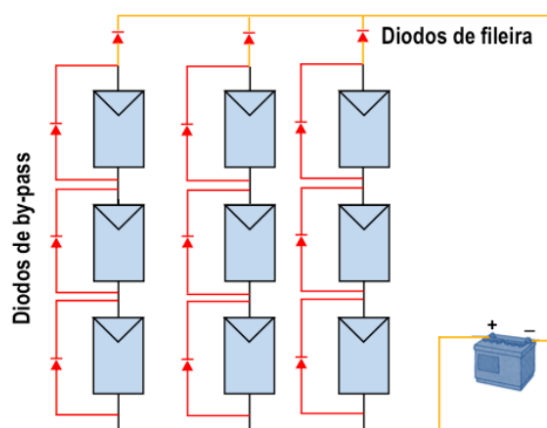 Diodos de fileira
Diodos de by-pass
+ −